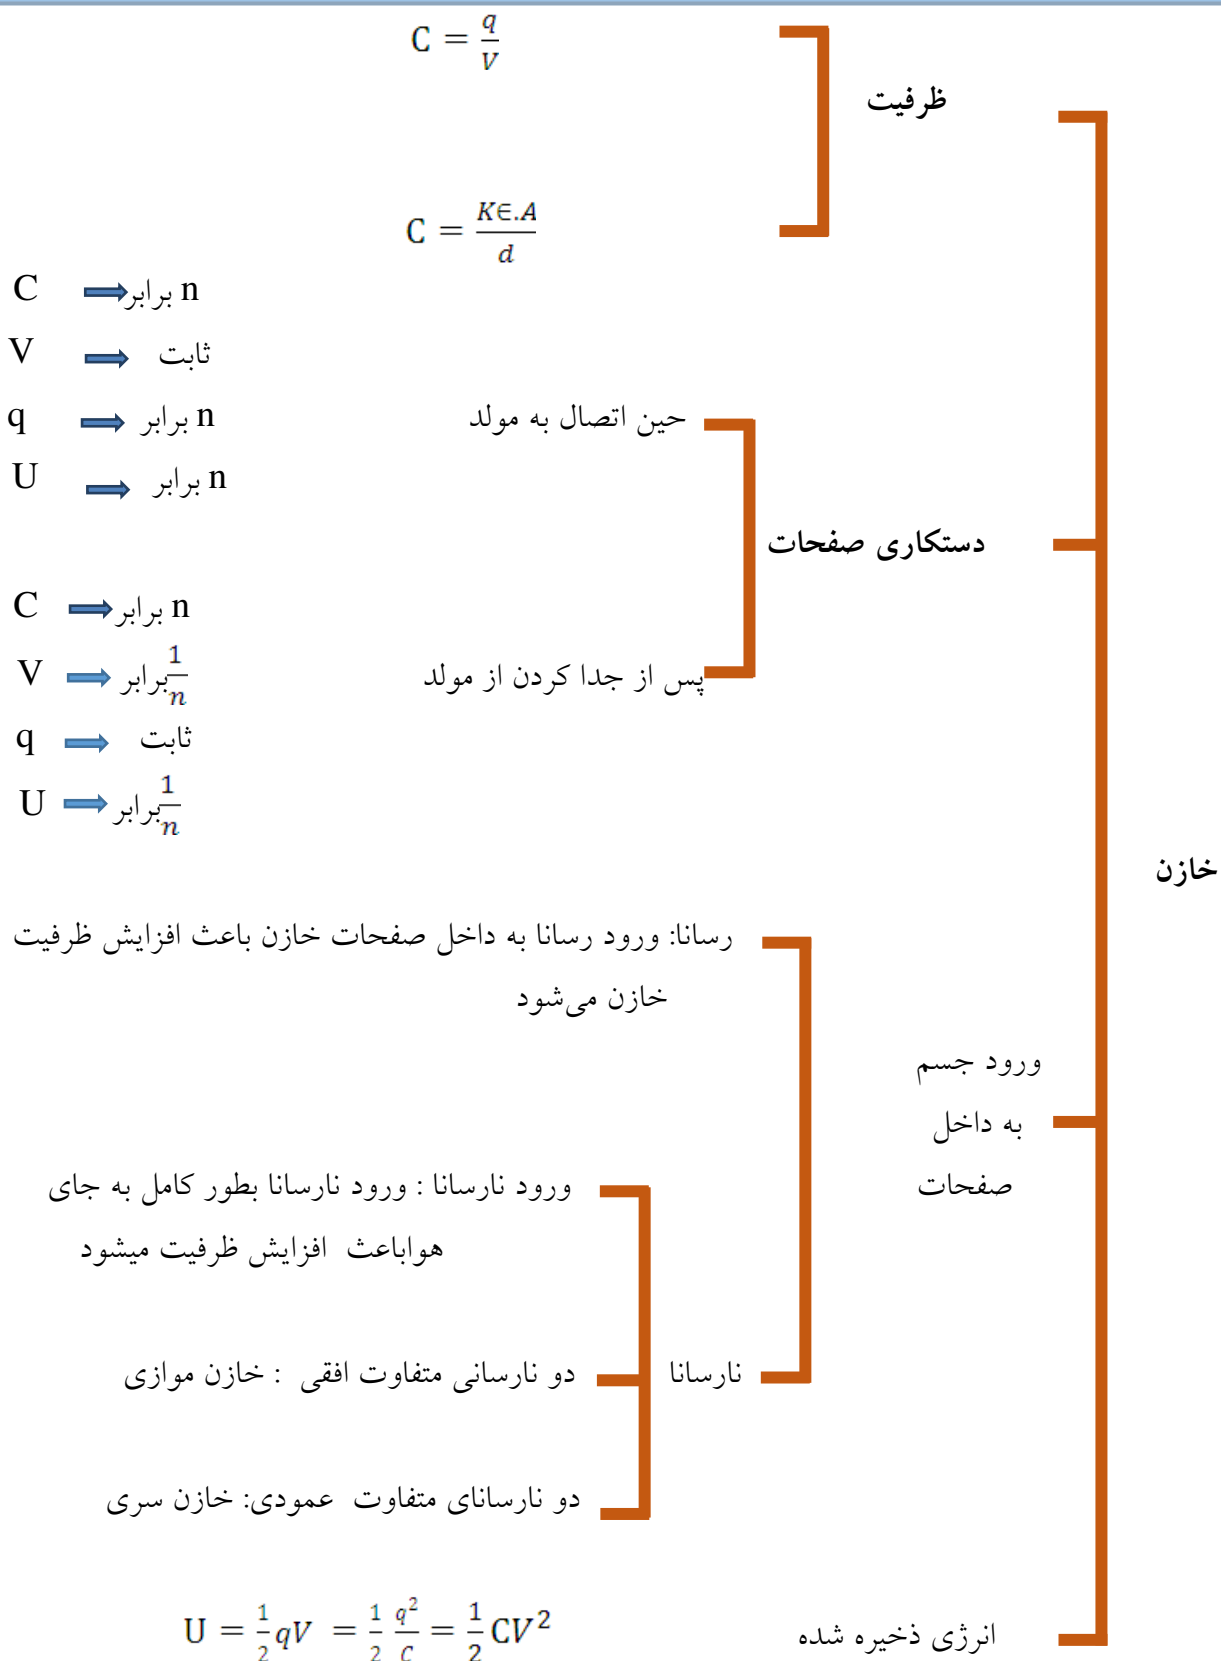 C = q/V
ظرفیت
C = K∈.A/d
C ⟹ n برابر
V ⟹ ثابت
q ⟹ n برابر
حین اتصال به مولد
U ⟹ n برابر
دستکاری صفحات
C ⟹ n برابر
V ⟹ 1/n برابر
پس از جدا کردن از مولد
q ⟹ ثابت
U ⟹ 1/n برابر
خازن
رسانا: ورود رسانا به داخل صفحات خازن باعث افزایش ظرفیت
خازن می‌شود
ورود جسم
به داخل
صفحات
ورود نارسانا : ورود نارسانا بطور کامل به جای
هواباعث افزایش ظرفیت میشود
نارسانا
دو نارسانی متفاوت افقی : خازن موازی
دو نارسانای متفاوت عمودی: خازن سری
انرژی ذخیره شده
U = 1/2 qV = 1/2 q²/C = 1/2 CV²